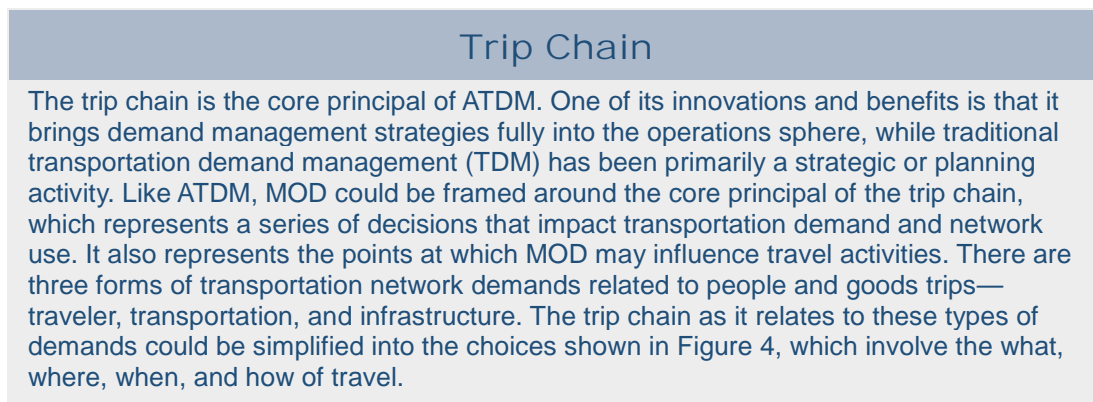 Trip Chain
The trip chain is the core principal of ATDM. One of its innovations and benefits is that it
brings demand management strategies fully into the operations sphere, while traditional
transportation demand management (TDM) has been primarily a strategic or planning
activity. Like ATDM, MOD could be framed around the core principal of the trip chain,
which represents a series of decisions that impact transportation demand and network
use. It also represents the points at which MOD may influence travel activities. There are
three forms of transportation network demands related to people and goods trips—
traveler, transportation, and infrastructure. The trip chain as it relates to these types of
demands could be simplified into the choices shown in Figure 4, which involve the what,
where, when, and how of travel.